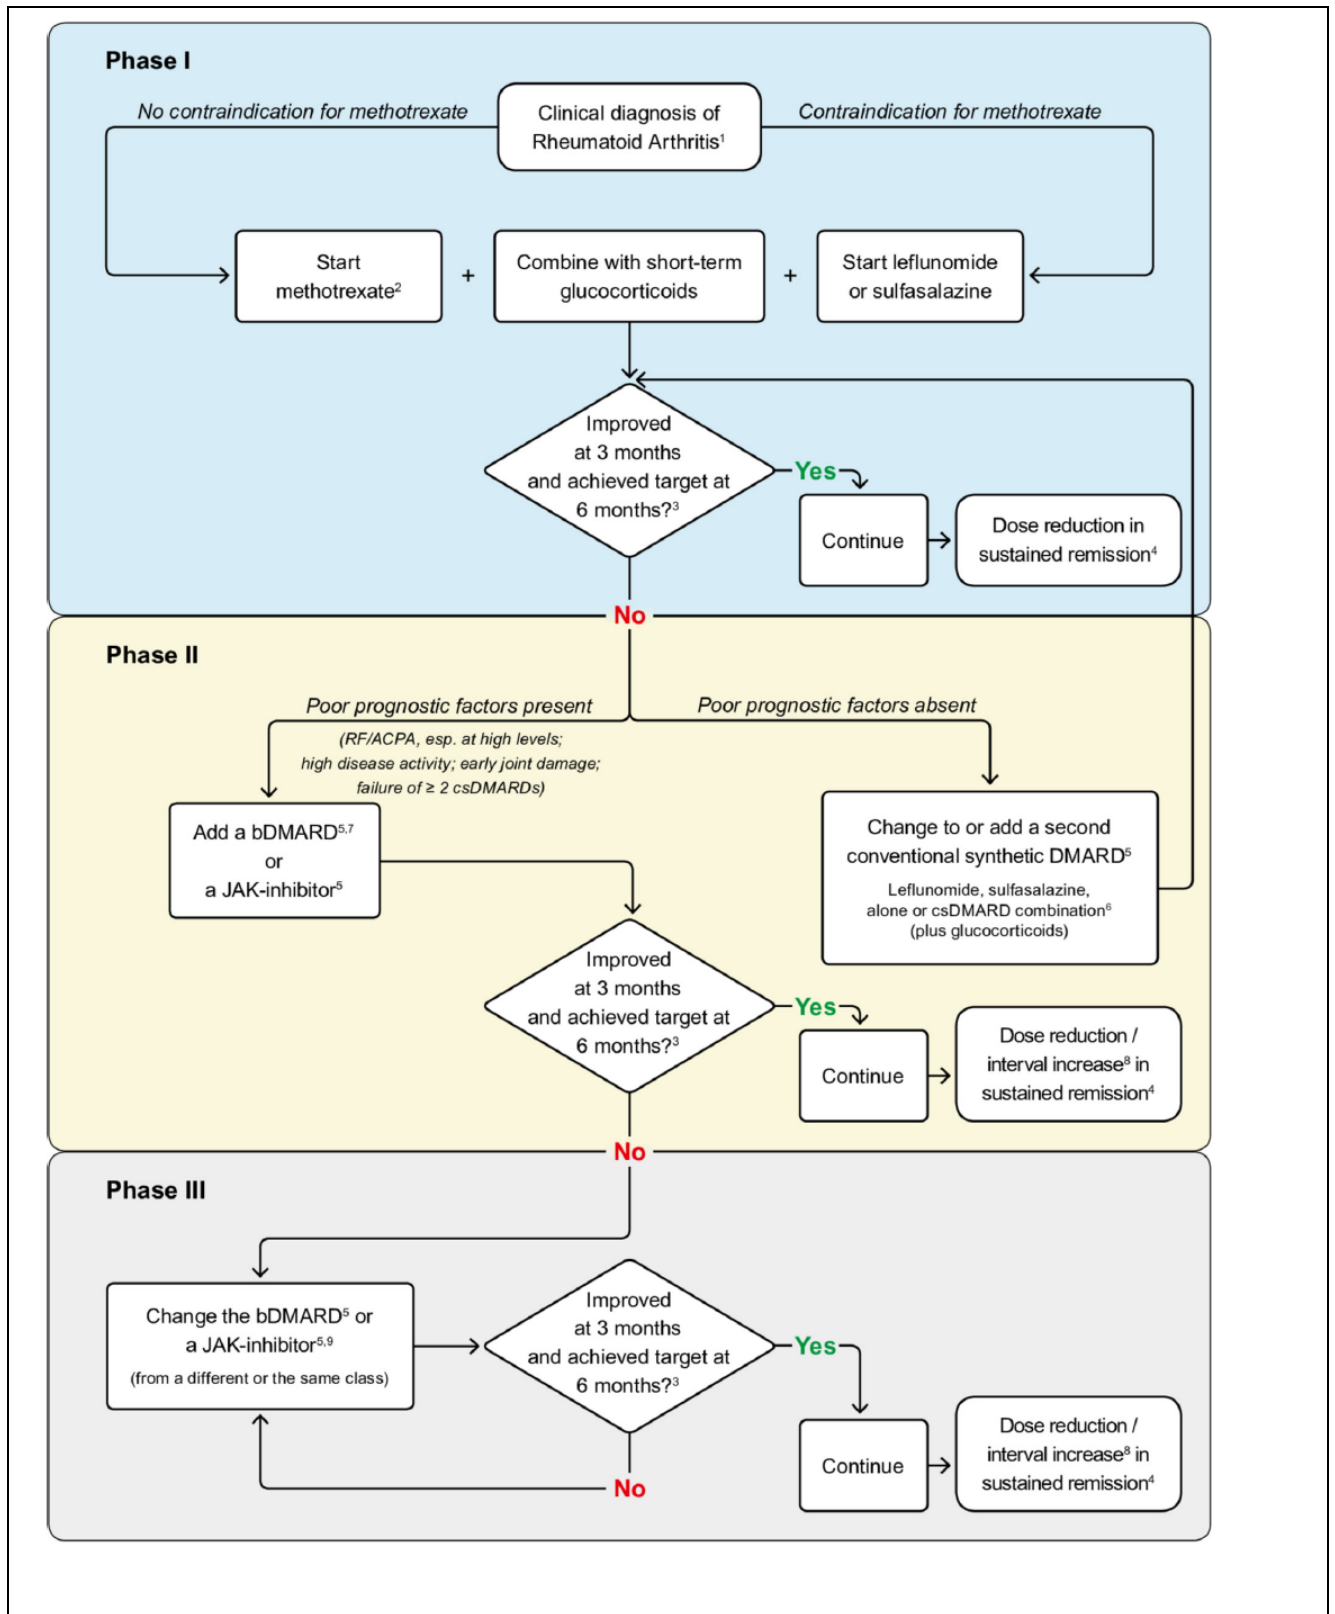 Phase I
No contraindication for methotrexate
Clinical diagnosis of
Rheumatoid Arthritis¹
Contraindication for methotrexate
Start
methotrexate²
+
Combine with short-term
glucocorticoids
+
Start leflunomide
or sulfasalazine
Improved
at 3 months
and achieved target at
6 months?³
Yes
Continue
Dose reduction in
sustained remission⁴
No
Phase II
Poor prognostic factors present
(RF/ACPA, esp. at high levels;
high disease activity; early joint damage;
failure of ≥ 2 csDMARDs)
Poor prognostic factors absent
Add a bDMARD⁵,⁷
or
a JAK-inhibitor⁵
Change to or add a second
conventional synthetic DMARD⁵
Leflunomide, sulfasalazine,
alone or csDMARD combination⁶
(plus glucocorticoids)
Improved
at 3 months
and achieved target at
6 months?³
Yes
Continue
Dose reduction /
interval increase⁸ in
sustained remission⁴
No
Phase III
Change the bDMARD⁵ or
a JAK-inhibitor⁵,⁹
(from a different or the same class)
Improved
at 3 months
and achieved target at
6 months?³
Yes
Continue
Dose reduction /
interval increase⁸ in
sustained remission⁴
No